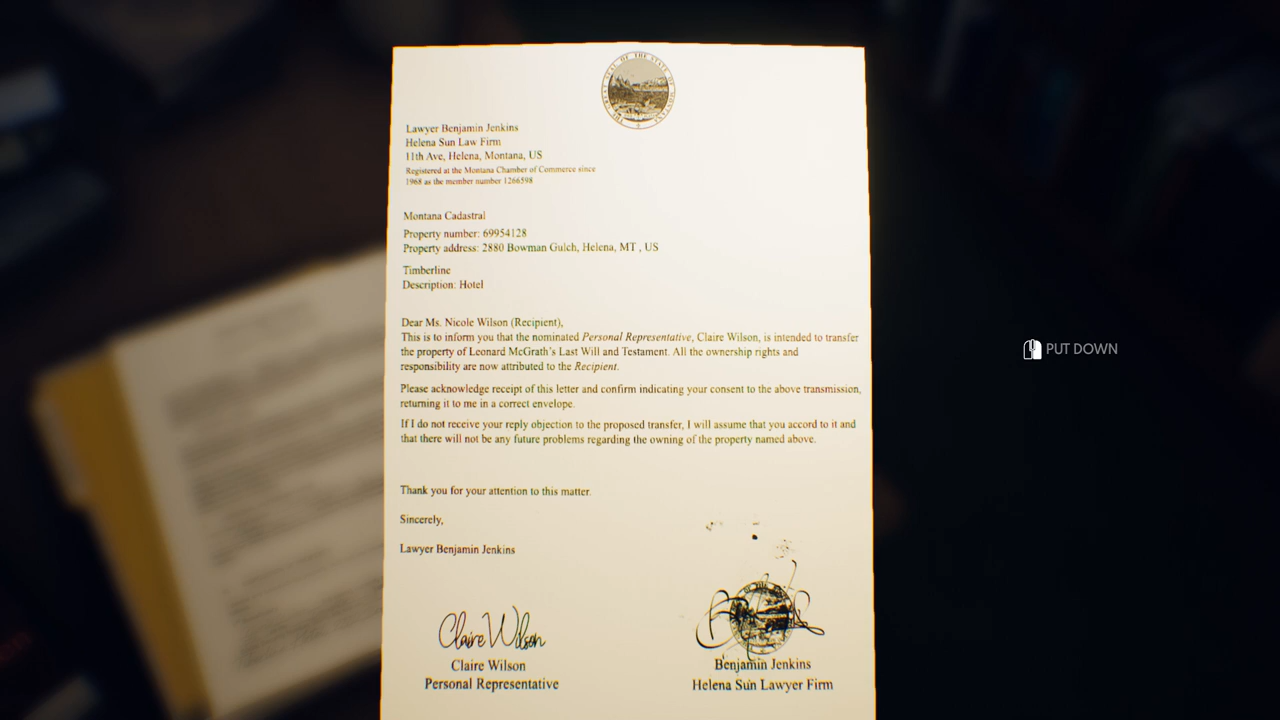 THE GREAT SEAL OF THE STATE OF MONTANA
Lawyer Benjamin Jenkins
Helena Sun Law Firm
11th Ave, Helena, Montana, US
Registered at the Montana Chamber of Commerce since
1968 as the member number 1266598
Montana Cadastral
Property number: 69954128
Property address: 2880 Bowman Gulch, Helena, MT , US
Timberline
Description: Hotel
Dear Ms. Nicole Wilson (Recipient),
This is to inform you that the nominated Personal Representative, Claire Wilson, is intended to transfer
the property of Leonard McGrath's Last Will and Testament. All the ownership rights and
responsibility are now attributed to the Recipient.
Please acknowledge receipt of this letter and confirm indicating your consent to the above transmission,
returning it to me in a correct envelope.
If I do not receive your reply objection to the proposed transfer, I will assume that you accord to it and
that there will not be any future problems regarding the owning of the property named above.
Thank you for your attention to this matter.
Sincerely,
Lawyer Benjamin Jenkins
Claire Wilson
Claire Wilson
Personal Representative
Benjamin Jenkins
Helena Sun Lawyer Firm
PUT DOWN